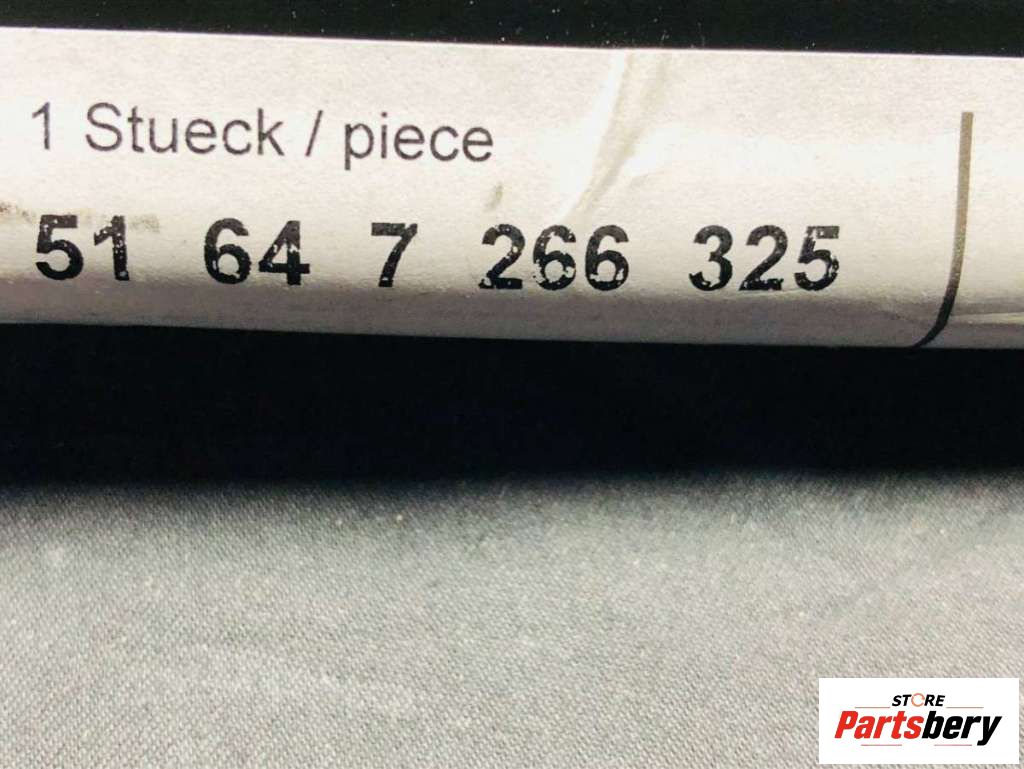 1 Stueck / piece
51 64 7 266 325
STORE
Partsbery